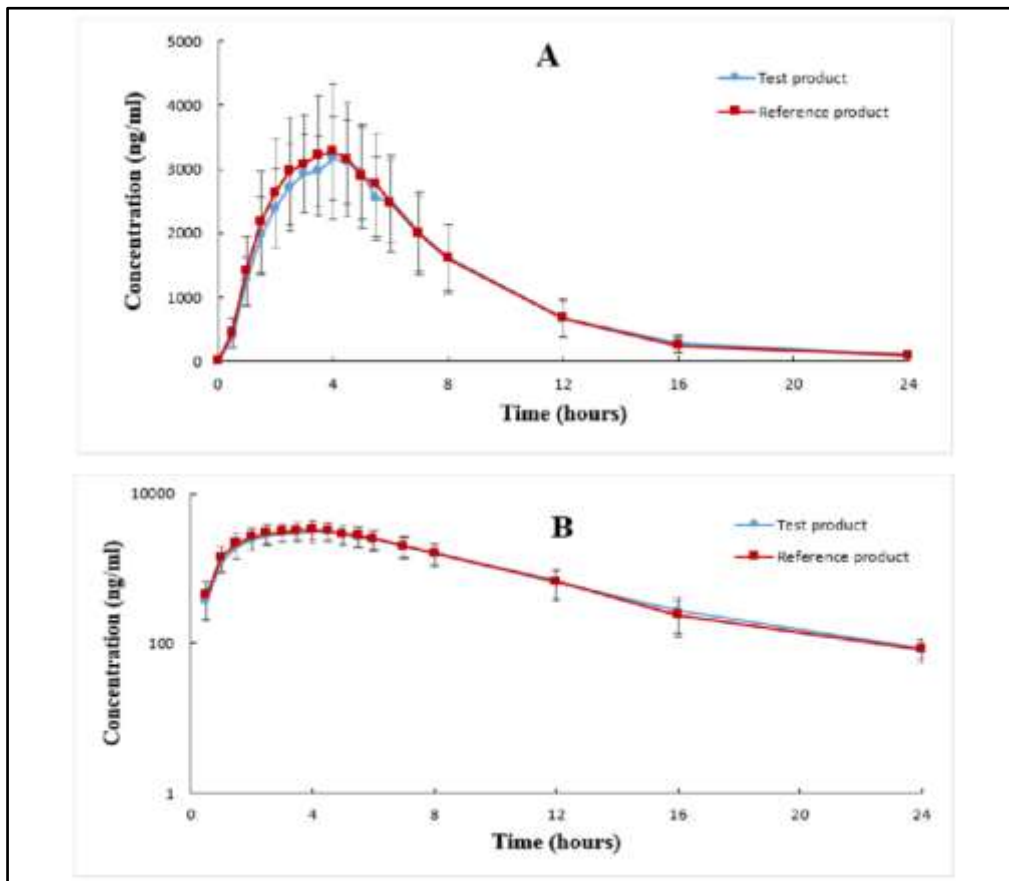 A
5000
4000
3000
2000
1000
0
Concentration (ng/ml)
Test product
Reference product
0 4 8 12 16 20 24
Time (hours)
B
10000
100
1
Concentration (ng/ml)
Test product
Reference product
0 4 8 12 16 20 24
Time (hours)